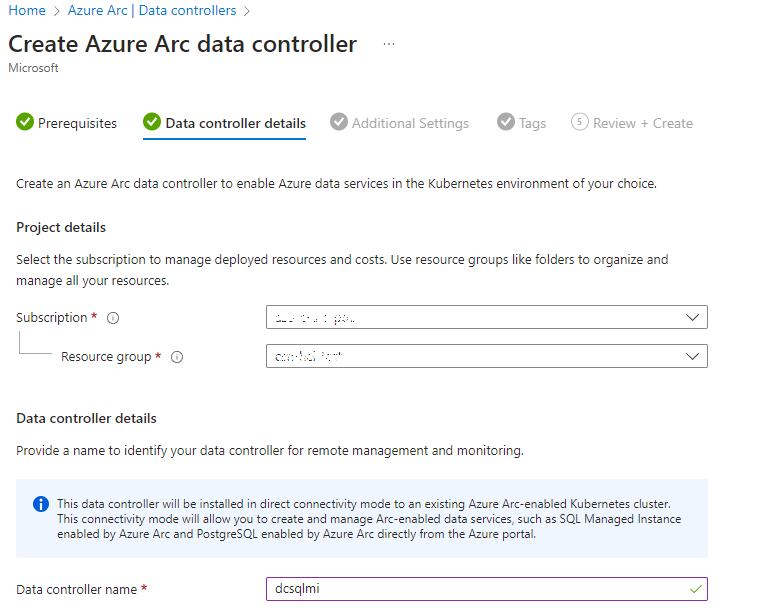 Home > Azure Arc | Data controllers >
Create Azure Arc data controller ...
Microsoft
Prerequisites Data controller details Additional Settings Tags 5 Review + Create
Create an Azure Arc data controller to enable Azure data services in the Kubernetes environment of your choice.
Project details
Select the subscription to manage deployed resources and costs. Use resource groups like folders to organize and
manage all your resources.
Subscription *
Resource group *
Data controller details
Provide a name to identify your data controller for remote management and monitoring.
This data controller will be installed in direct connectivity mode to an existing Azure Arc-enabled Kubernetes cluster.
This connectivity mode will allow you to create and manage Arc-enabled data services, such as SQL Managed Instance
enabled by Azure Arc and PostgreSQL enabled by Azure Arc directly from the Azure portal.
Data controller name * dcsqlmi